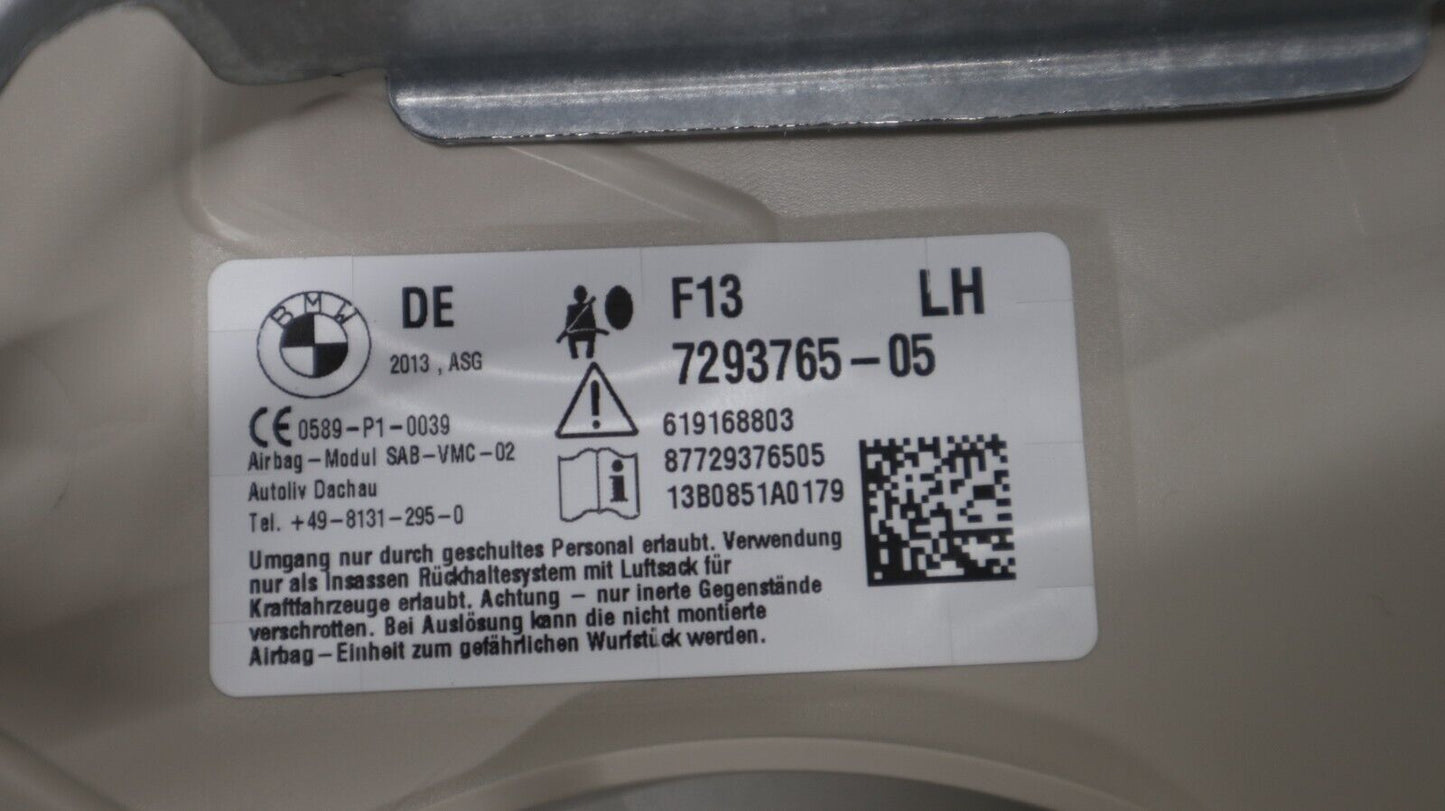 BMW
DE
2013 , ASG
F13 LH
7293765-05
CE 0589-P1-0039
Airbag-Modul SAB-VMC-02
Autoliv Dachau
Tel. +49-8131-295-0
619168803
87729376505
13B0851A0179
Umgang nur durch geschultes Personal erlaubt. Verwendung
nur als Insassen Rückhaltesystem mit Luftsack für
Kraftfahrzeuge erlaubt. Achtung - nur inerte Gegenstände
verschrotten. Bei Auslösung kann die nicht montierte
Airbag-Einheit zum gefährlichen Wurfstück werden.